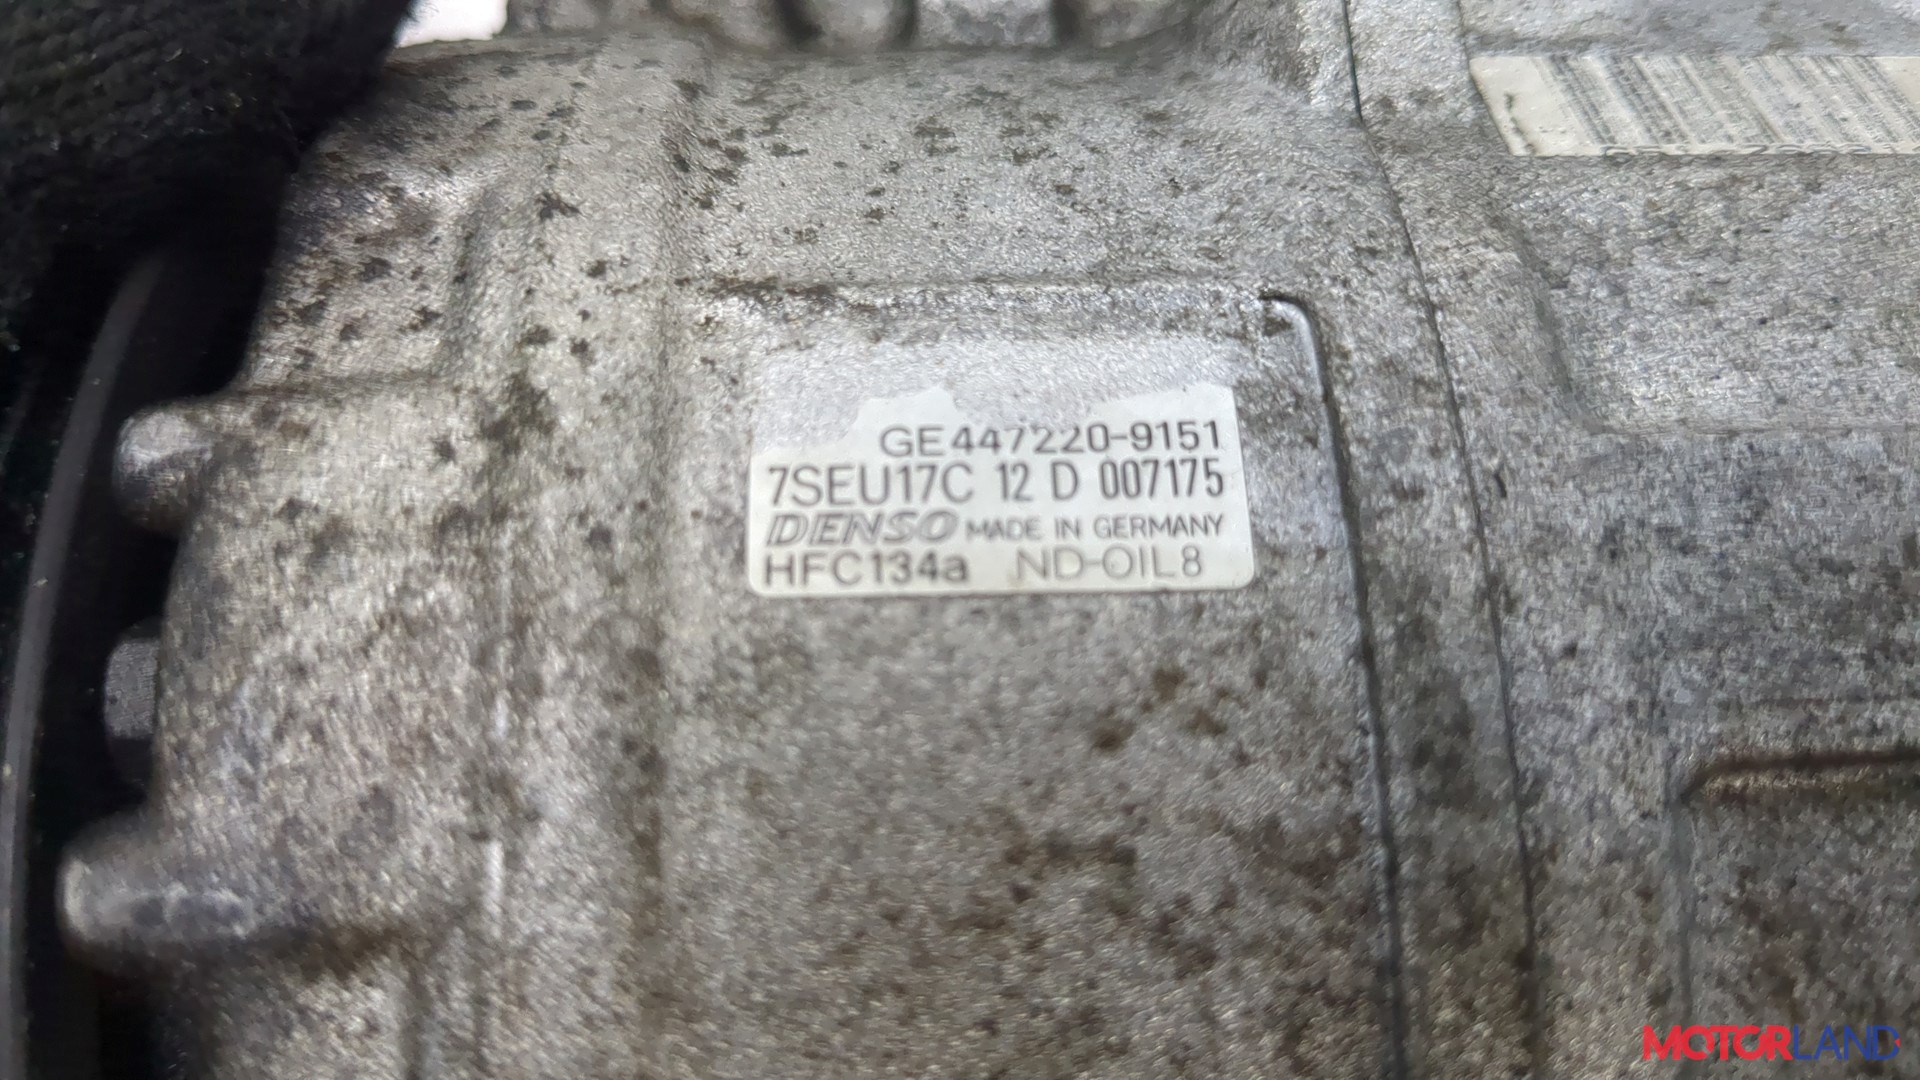 GE447220-9151
7SEU17C 12 D 007175
DENSO MADE IN GERMANY
HFC134a ND-OIL8
MOTORLAND